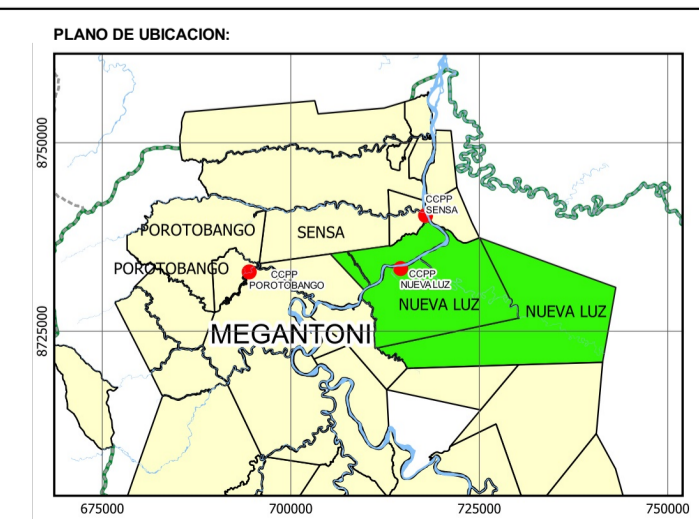 PLANO DE UBICACION:
8750000
8725000
CCPP
SENSA
POROTOBANGO
SENSA
POROTOBANGO
CCPP
POROTOBANGO
CCPP
NUEVA LUZ
NUEVA LUZ
NUEVA LUZ
MEGANTONI
675000
700000
725000
750000